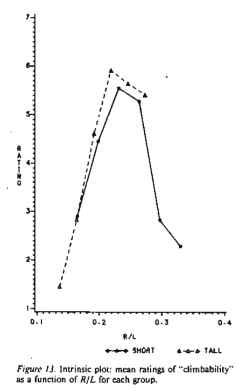 7
6
5
4
3
2
1
RATING
0.1 0.2 0.3 0.4
R/L
SHORT TALL
Figure 13. Intrinsic plot: mean ratings of "climbability"
as a function of R/L for each group.